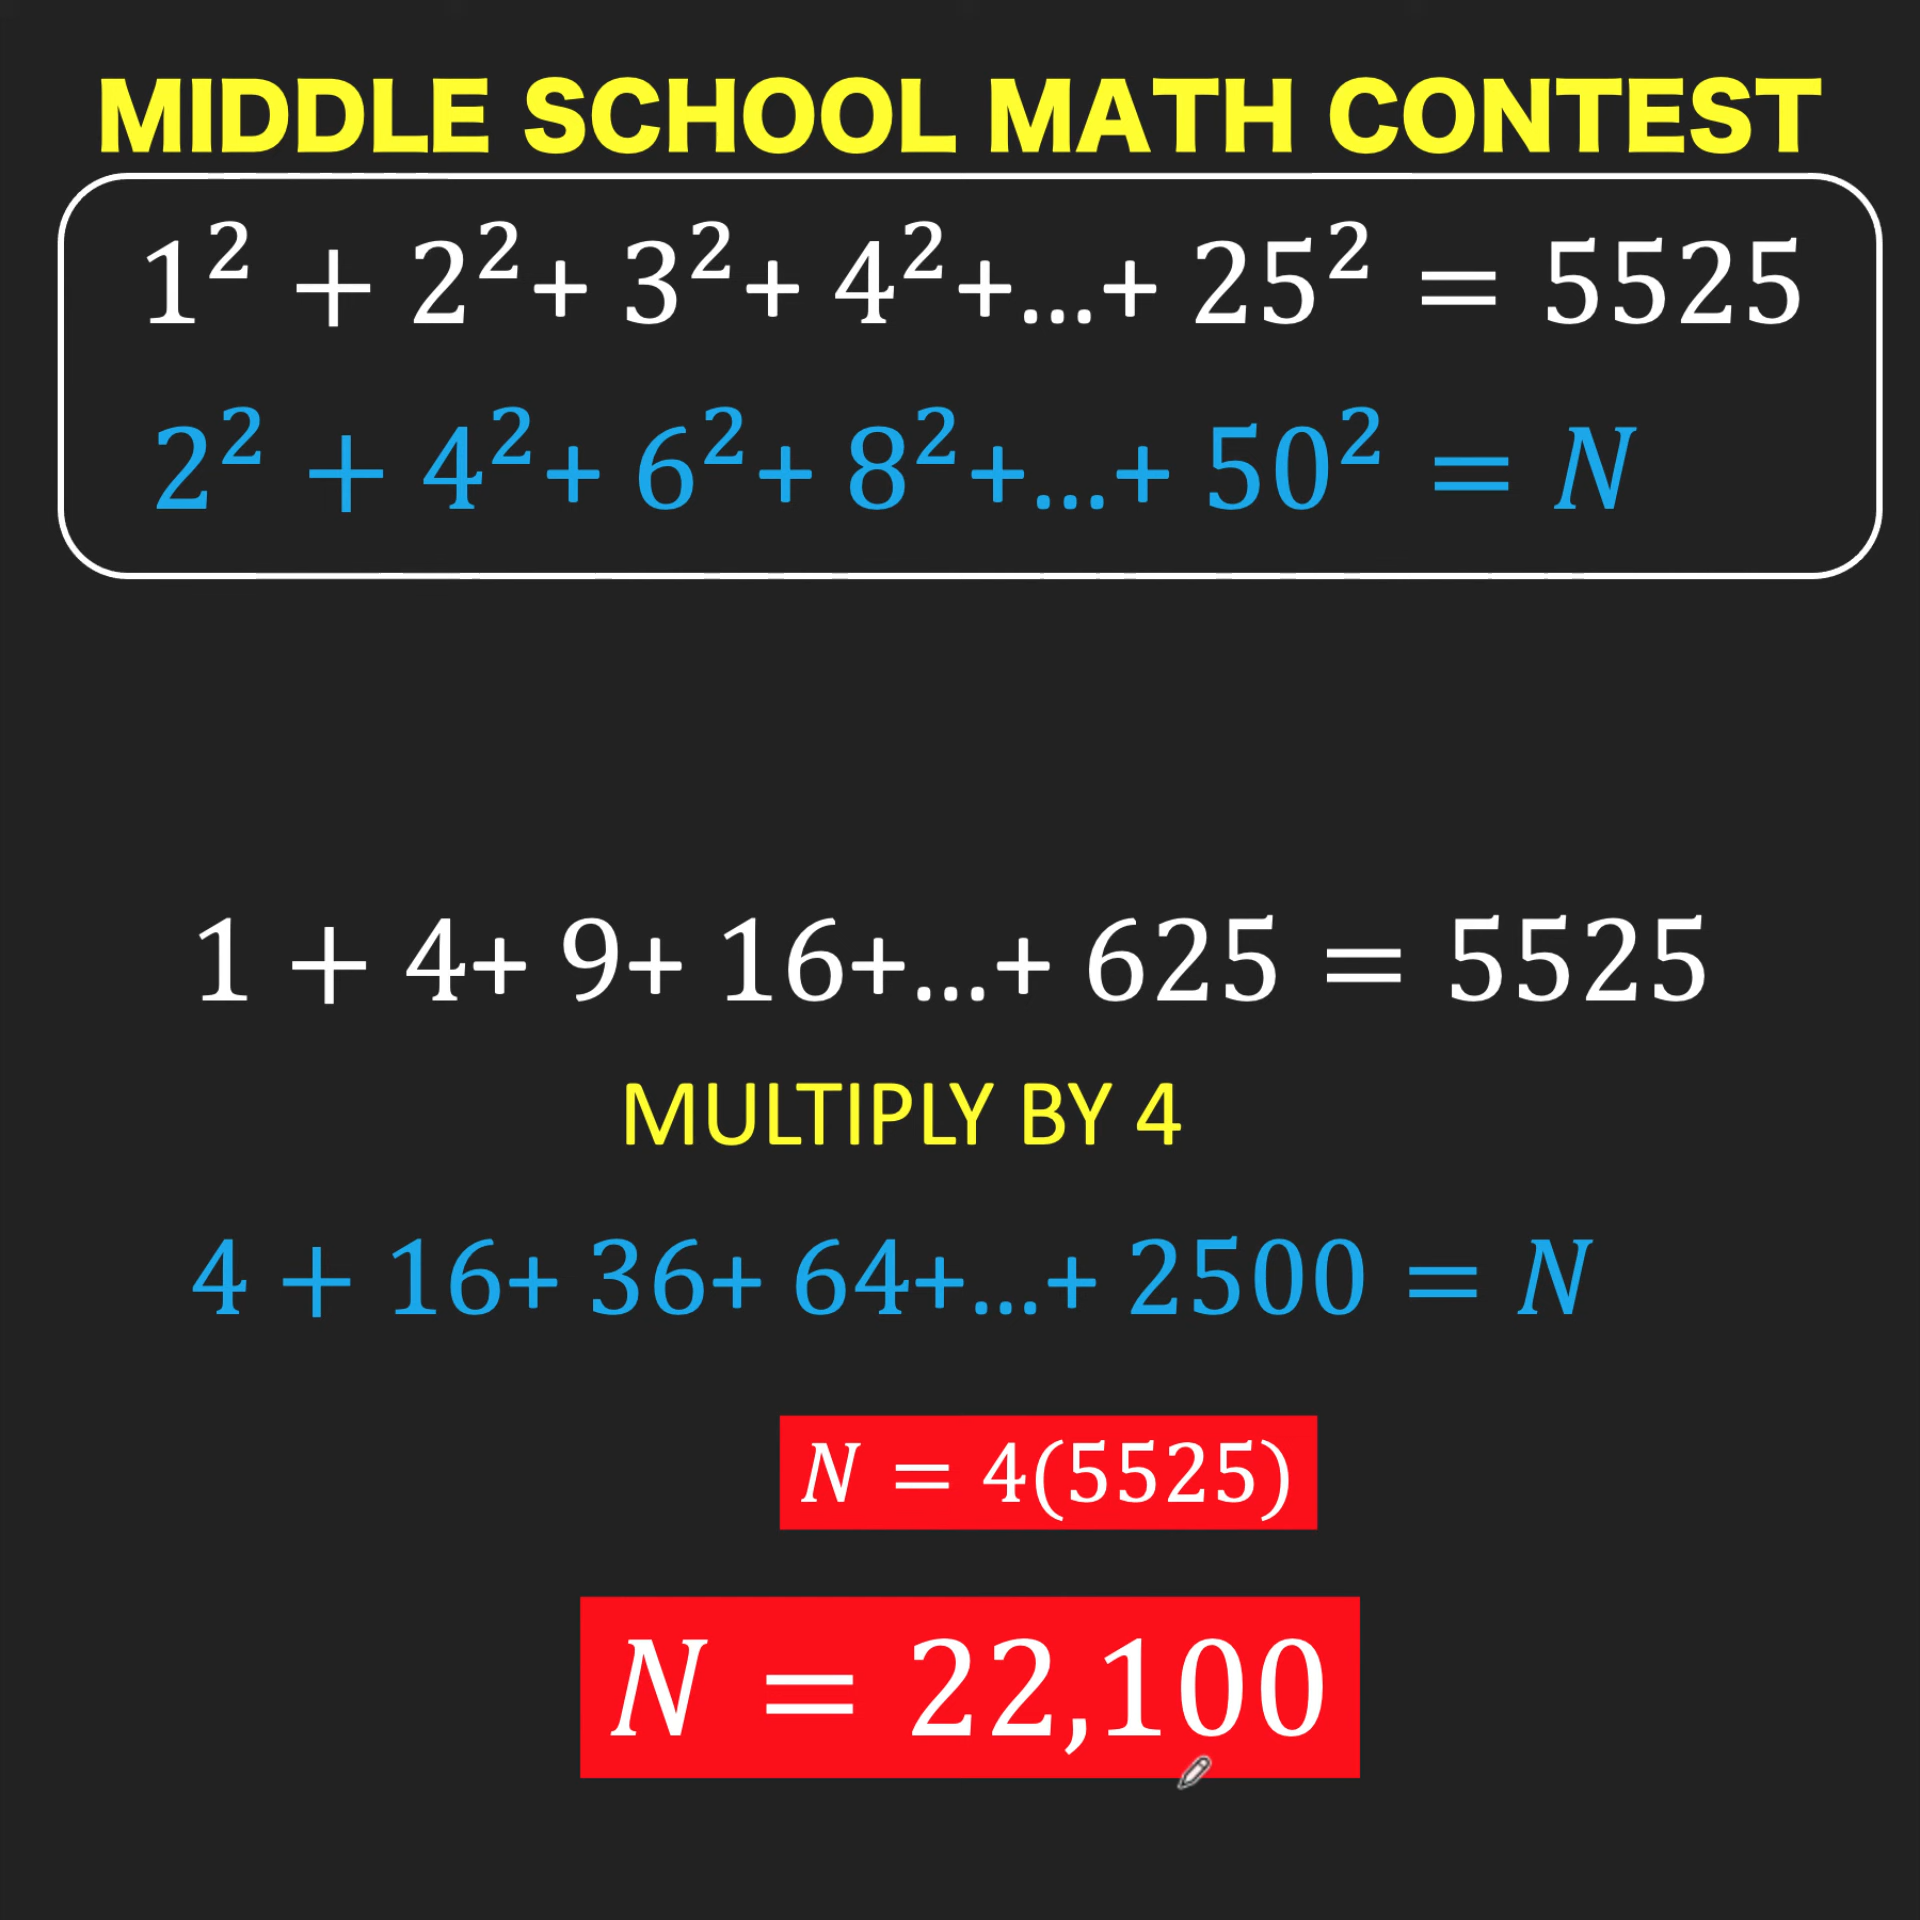 MIDDLE SCHOOL MATH CONTEST
1² + 2²+ 3²+ 4²+...+ 25² = 5525
2² + 4²+ 6²+ 8²+...+ 50² = N
1 + 4+ 9+ 16+...+ 625 = 5525
MULTIPLY BY 4
4 + 16+ 36+ 64+...+ 2500 = N
N = 4(5525)
N = 22,100